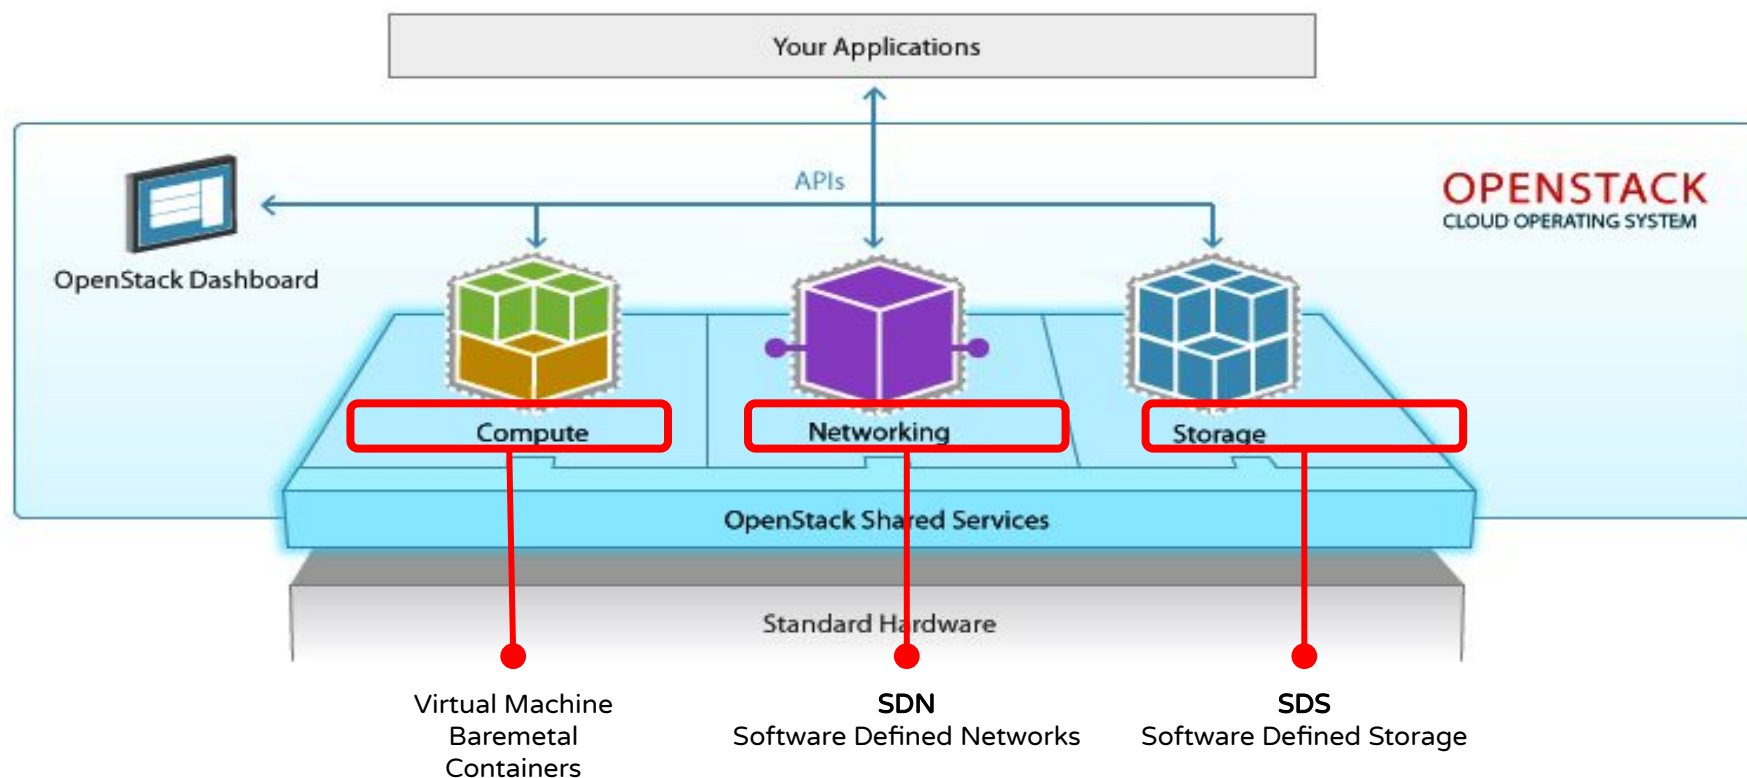 Your Applications
APIs
OPENSTACK
CLOUD OPERATING SYSTEM
OpenStack Dashboard
Compute
Networking
Storage
OpenStack Shared Services
Standard Hardware
Virtual Machine
Baremetal
Containers
SDN
Software Defined Networks
SDS
Software Defined Storage